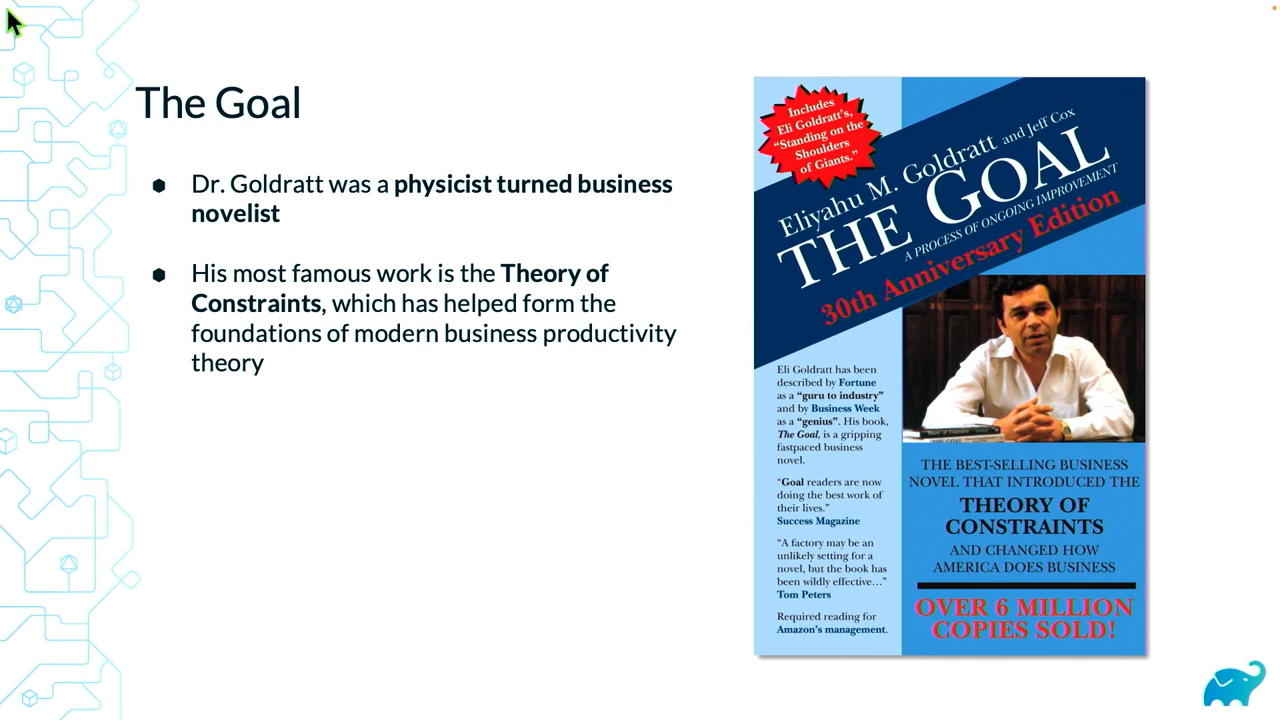 The Goal
Dr. Goldratt was a physicist turned business
novelist
His most famous work is the Theory of
Constraints, which has helped form the
foundations of modern business productivity
theory
Includes
Eli Goldratt's,
"Standing on the
Shoulders
of Giants."
Eliyahu M. Goldratt and Jeff Cox
THE GOAL
A PROCESS OF ONGOING IMPROVEMENT
30th Anniversary Edition
Eli Goldratt has been
described by Fortune
as a "guru to industry"
and by Business Week
as a "genius". His book,
The Goal, is a gripping
fastpaced business
novel.
"Goal readers are now
doing the best work of
their lives."
Success Magazine
"A factory may be an
unlikely setting for a
novel, but the book has
been wildly effective..."
Tom Peters
Required reading for
Amazon's management.
THE BEST-SELLING BUSINESS
NOVEL THAT INTRODUCED THE
THEORY OF
CONSTRAINTS
AND CHANGED HOW
AMERICA DOES BUSINESS
OVER 6 MILLION
COPIES SOLD!